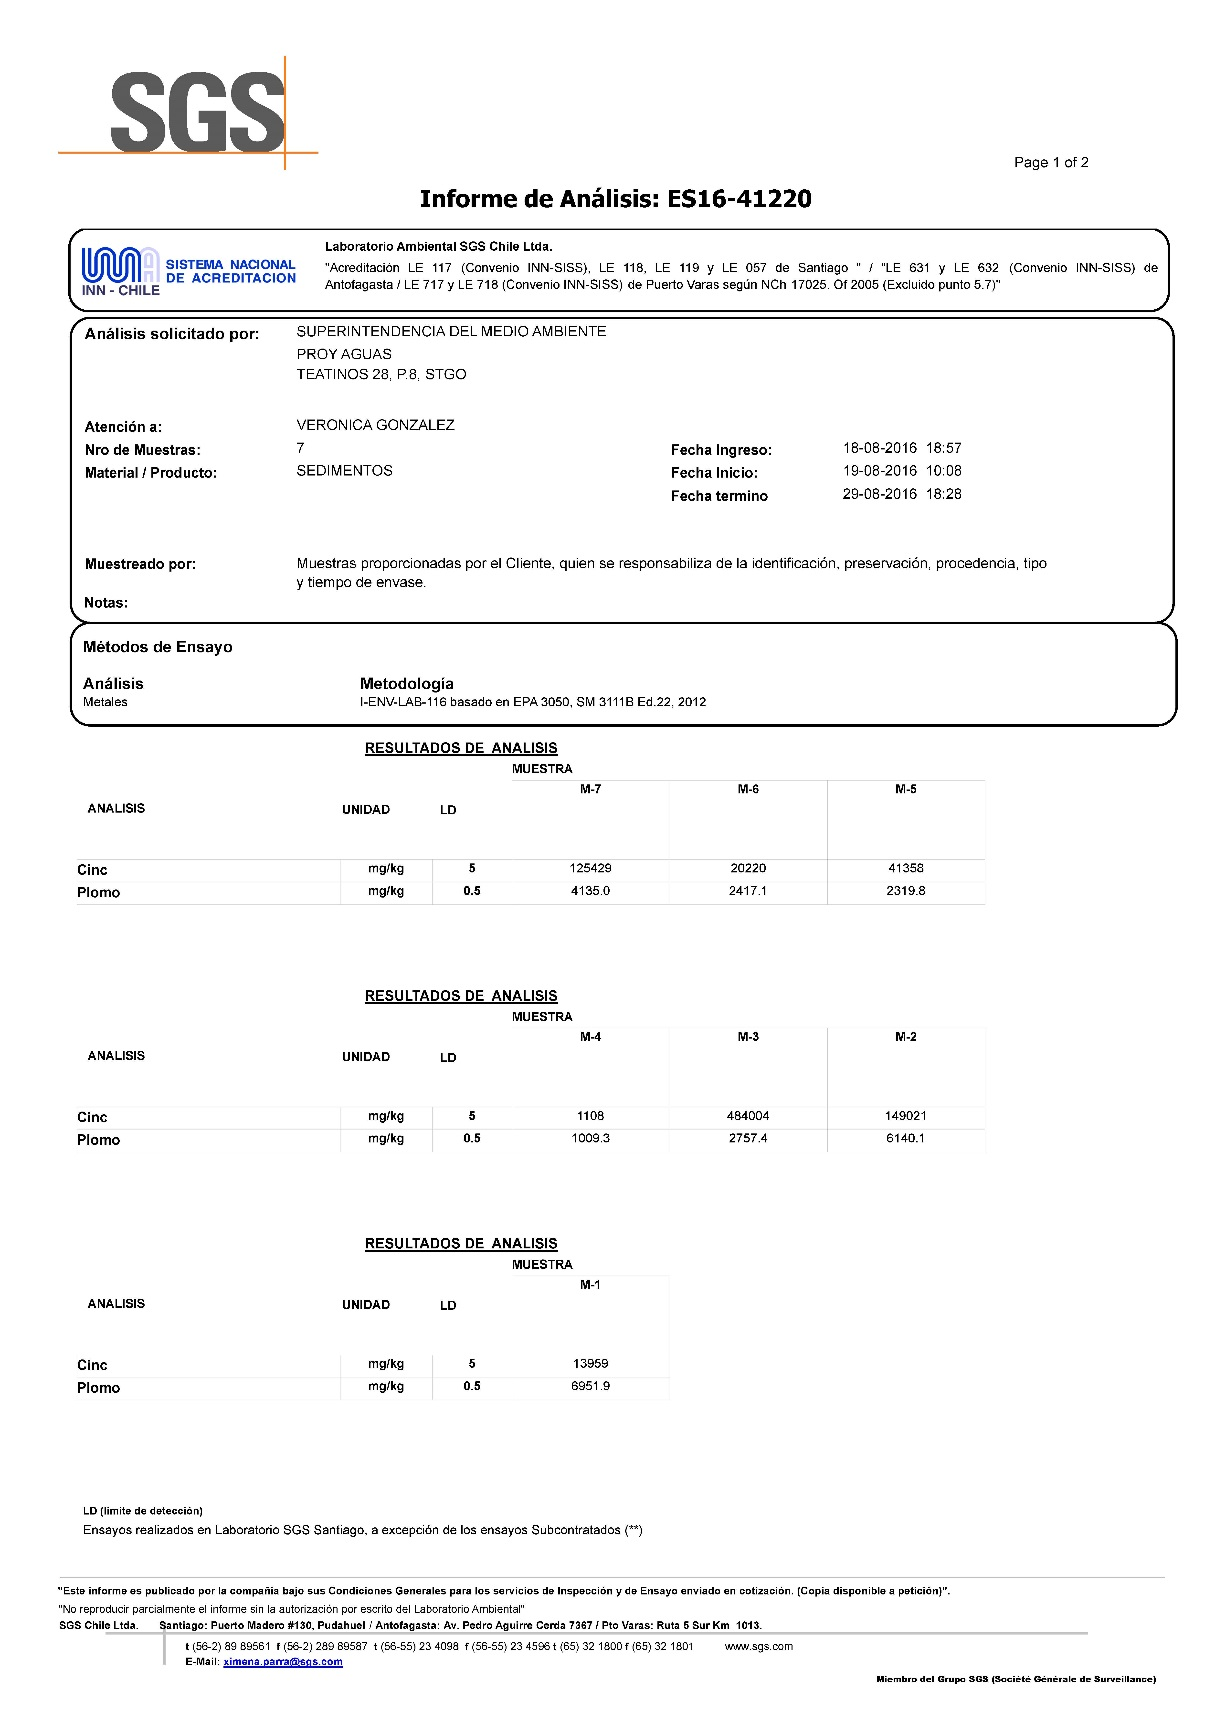 SGS
Page 1 of 2
Informe de Análisis: ES16-41220
INN - CHILE
SISTEMA NACIONAL
DE ACREDITACION
Laboratorio Ambiental SGS Chile Ltda.
"Acreditación LE 117 (Convenio INN-SISS), LE 118, LE 119 y LE 057 de Santiago " / "LE 631 y LE 632 (Convenio INN-SISS) de
Antofagasta / LE 717 y LE 718 (Convenio INN-SISS) de Puerto Varas según NCh 17025. Of 2005 (Excluido punto 5.7)"
Análisis solicitado por: SUPERINTENDENCIA DEL MEDIO AMBIENTE
PROY AGUAS
TEATINOS 28, P.8, STGO
Atención a: VERONICA GONZALEZ
Nro de Muestras: 7 Fecha Ingreso: 18-08-2016 18:57
Material / Producto: SEDIMENTOS Fecha Inicio: 19-08-2016 10:08
Fecha termino 29-08-2016 18:28
Muestreado por: Muestras proporcionadas por el Cliente, quien se responsabiliza de la identificación, preservación, procedencia, tipo
y tiempo de envase.
Notas:
Métodos de Ensayo
Análisis Metodología
Metales I-ENV-LAB-116 basado en EPA 3050, SM 3111B Ed.22, 2012
RESULTADOS DE ANALISIS
MUESTRA
M-7 M-6 M-5
ANALISIS UNIDAD LD
Cinc mg/kg 5 125429 20220 41358
Plomo mg/kg 0.5 4135.0 2417.1 2319.8
RESULTADOS DE ANALISIS
MUESTRA
M-4 M-3 M-2
ANALISIS UNIDAD LD
Cinc mg/kg 5 1108 484004 149021
Plomo mg/kg 0.5 1009.3 2757.4 6140.1
RESULTADOS DE ANALISIS
MUESTRA
M-1
ANALISIS UNIDAD LD
Cinc mg/kg 5 13959
Plomo mg/kg 0.5 6951.9
LD (limite de detección)
Ensayos realizados en Laboratorio SGS Santiago, a excepción de los ensayos Subcontratados (**)
"Este informe es publicado por la compañia bajo sus Condiciones Generales para los servicios de Inspección y de Ensayo enviado en cotización. (Copia disponible a petición)".
"No reproducir parcialmente el informe sin la autorización por escrito del Laboratorio Ambiental"
SGS Chile Ltda. Santiago: Puerto Madero #130, Pudahuel / Antofagasta: Av. Pedro Aguirre Cerda 7367 / Pto Varas: Ruta 5 Sur Km 1013.
t (56-2) 89 89561 f (56-2) 289 89587 t (56-55) 23 4098 f (56-55) 23 4596 t (65) 32 1800 f (65) 32 1801 www.sgs.com
E-Mail: ximena.parra@sgs.com
Miembro del Grupo SGS (Société Générale de Surveillance)